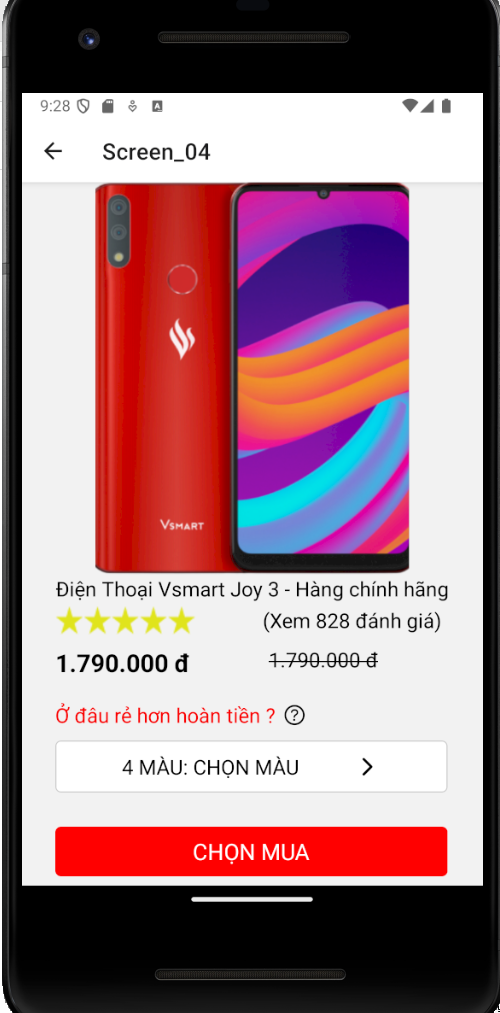 9:28
Screen_04
VSMART
Điện Thoại Vsmart Joy 3 - Hàng chính hãng
(Xem 828 đánh giá)
1.790.000 đ 1.790.000 đ
Ở đâu rẻ hơn hoàn tiền ? ?
4 MÀU: CHỌN MÀU
CHỌN MUA